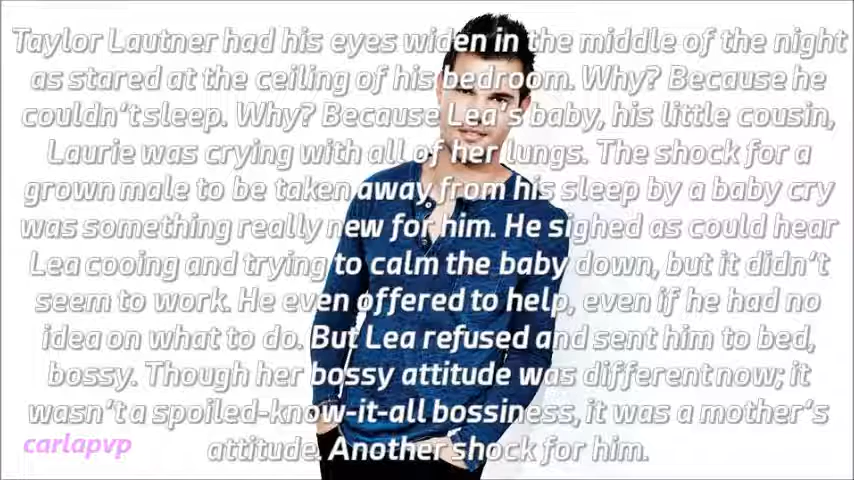 Taylor Lautner had his eyes widen in the middle of the night
as stared at the ceiling of his bedroom. Why? Because he
couldn't sleep. Why? Because Lea's baby, his little cousin,
Laurie was crying with all of her lungs. The shock for a
grown male to be taken away from his sleep by a baby cry
was something really new for him. He sighed as could hear
Lea cooing and trying to calm the baby down, but it didn't
seem to work. He even offered to help, even if he had no
idea on what to do. But Lea refused and sent him to bed,
bossy. Though her bossy attitude was different now; it
wasn't a spoiled-know-it-all bossiness, it was a mother's
attitude. Another shock for him.
carlapvp